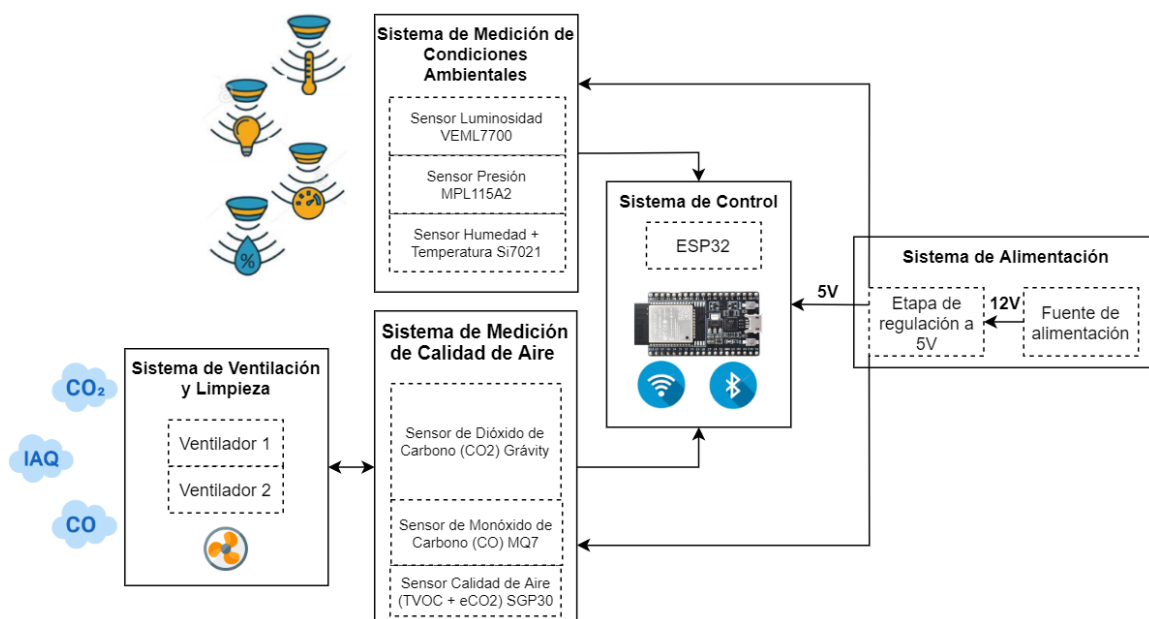 Sistema de Medición de
Condiciones
Ambientales
Sensor Luminosidad
VEML7700
Sensor Presión
MPL115A2
Sensor Humedad +
Temperatura Si7021
%
Sistema de Control
ESP32
5V
Sistema de Alimentación
Etapa de
regulación a
5V
12V
Fuente de
alimentación
Sistema de Medición
de Calidad de Aire
Sensor de Dióxido de
Carbono (CO2) Grávity
Sensor de Monóxido de
Carbono (CO) MQ7
Sensor Calidad de Aire
(TVOC + eCO2) SGP30
Sistema de Ventilación
y Limpieza
Ventilador 1
Ventilador 2
CO₂
IAQ
CO